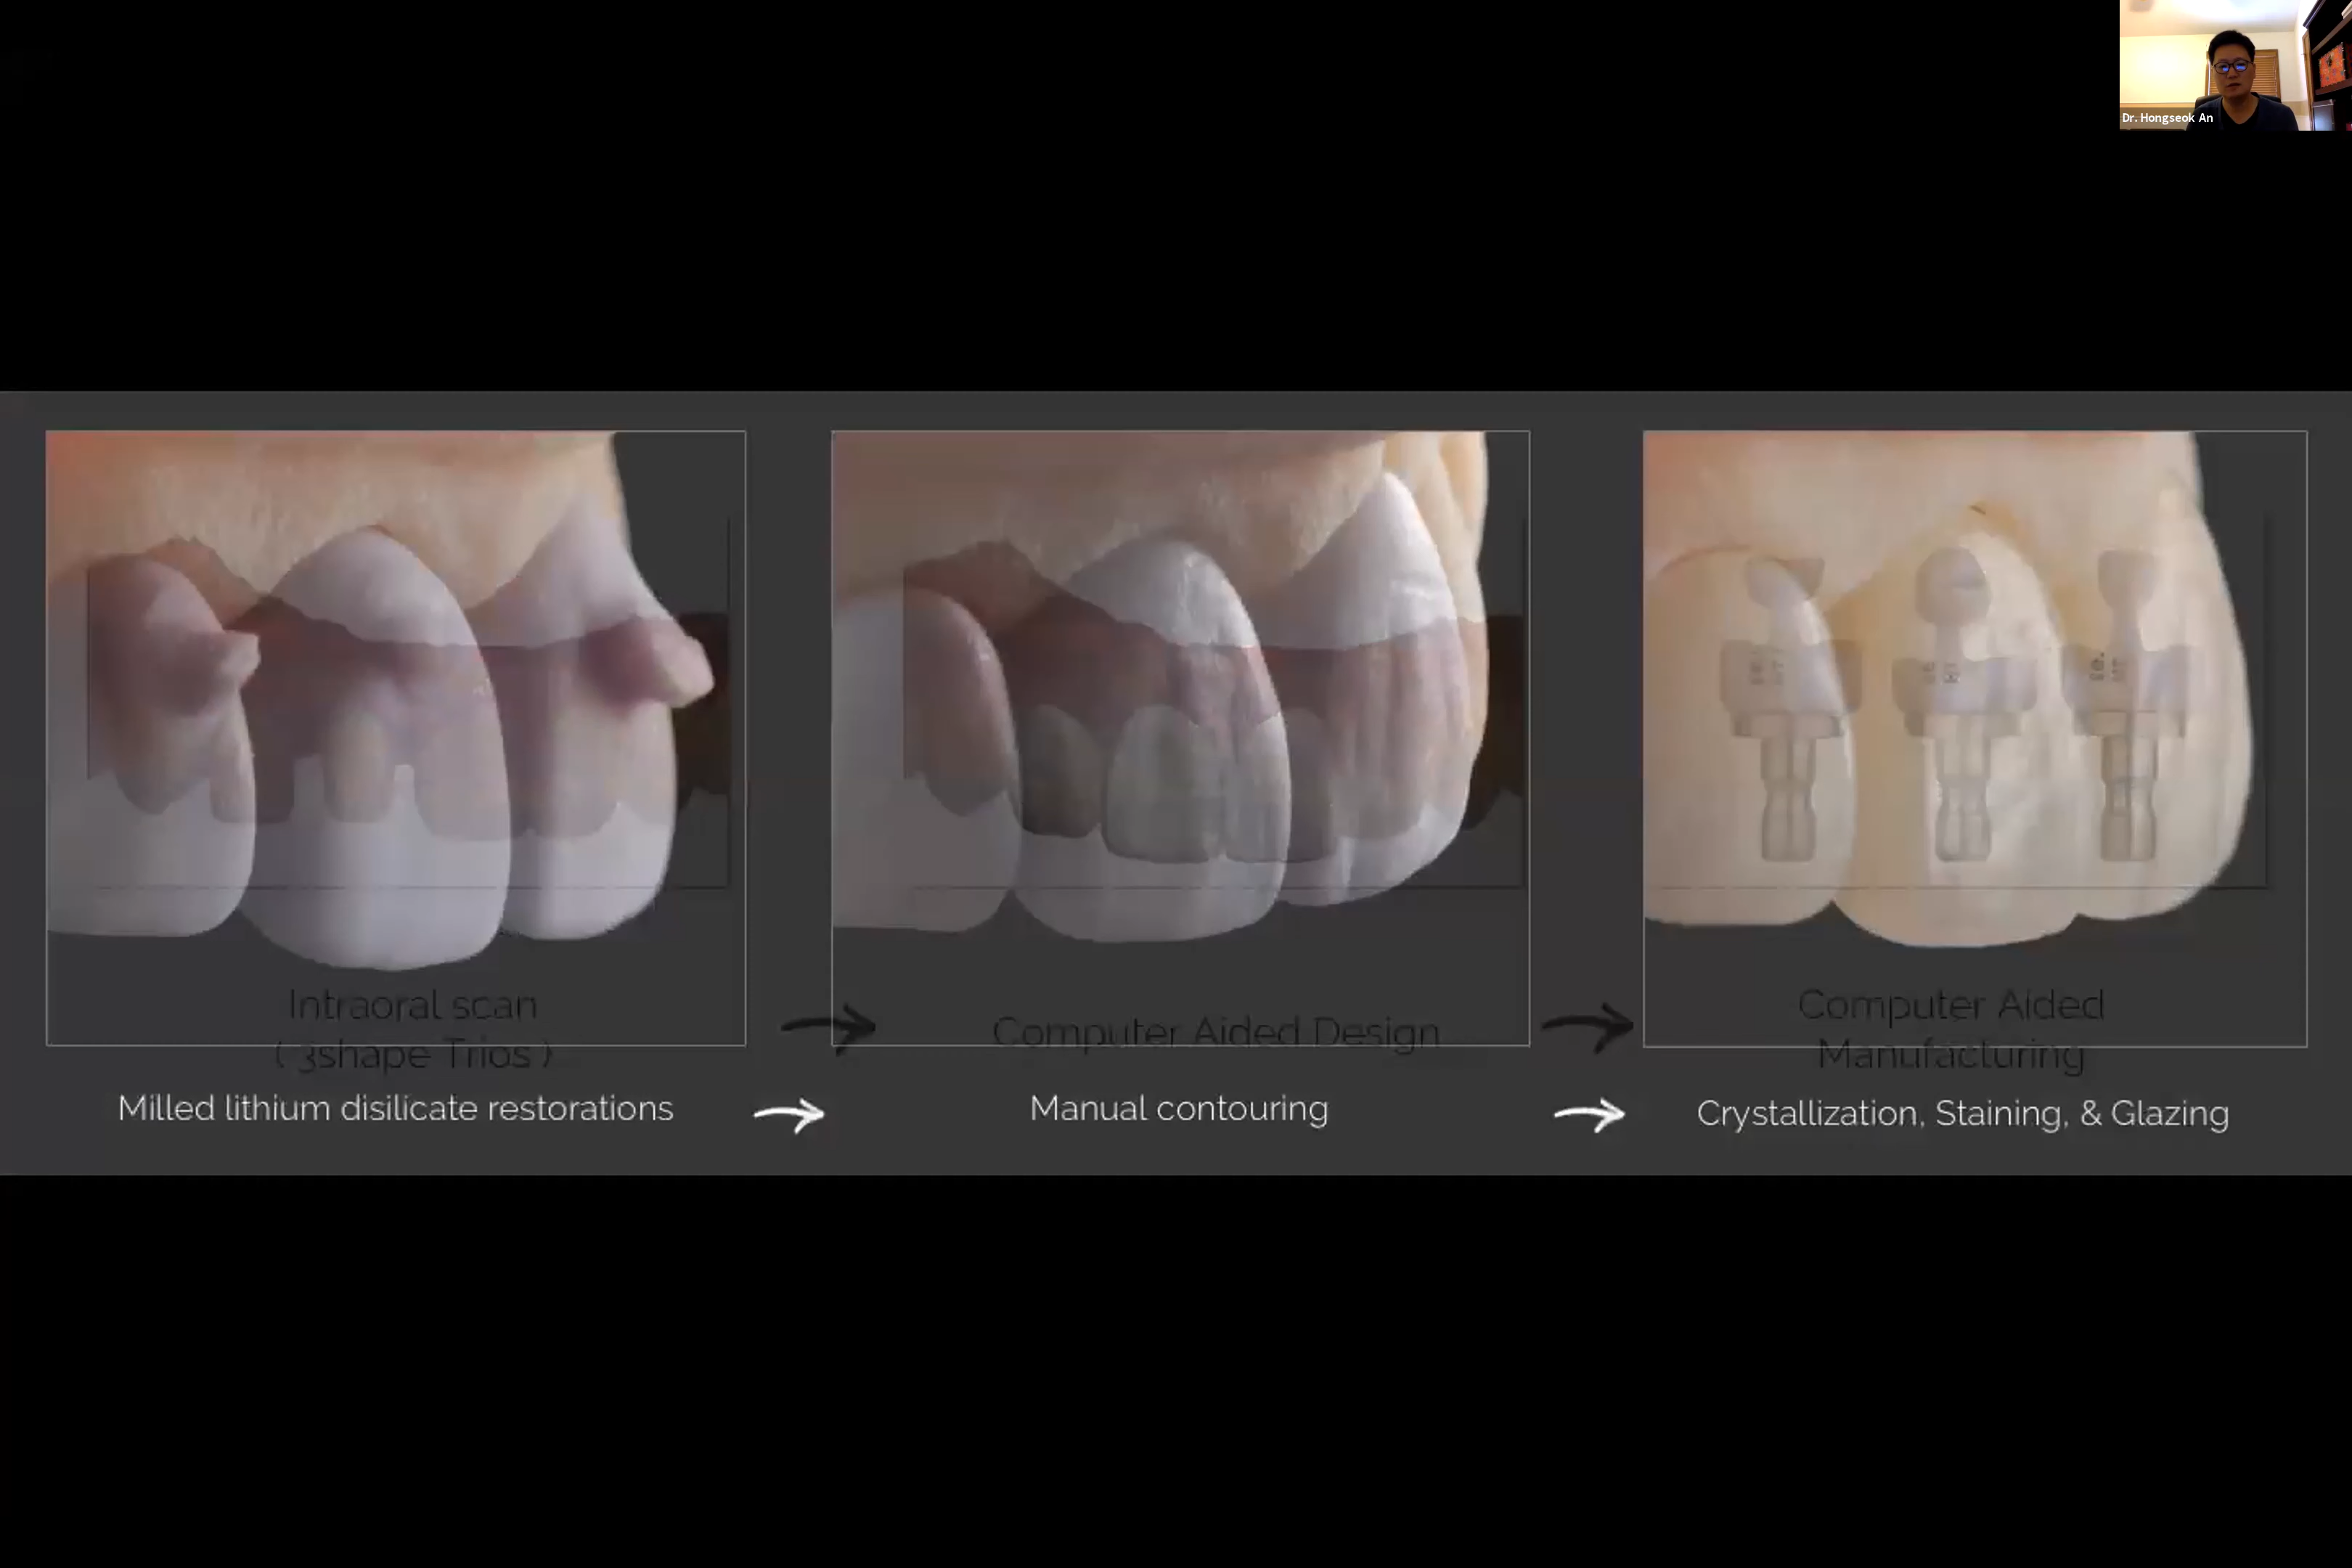 Dr. Hongseok An
Intraoral scan
( 3shape Trios )
Computer Aided Design
Computer Aided
Manufacturing
Milled lithium disilicate restorations
Manual contouring
Crystallization, Staining, & Glazing